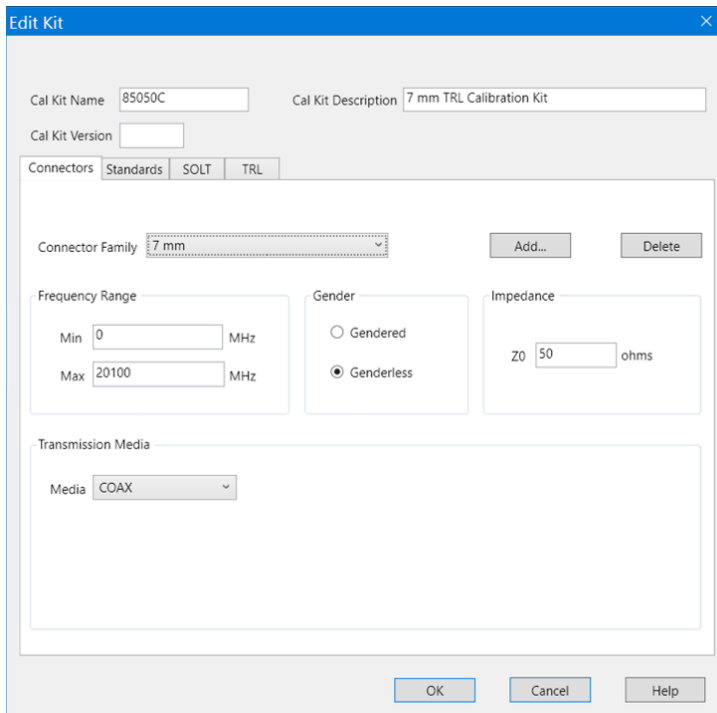 Edit Kit
Cal Kit Name 85050C Cal Kit Description 7 mm TRL Calibration Kit
Cal Kit Version
Connectors Standards SOLT TRL
Connector Family 7 mm Add... Delete
Frequency Range Gender Impedance
Min 0 MHz Gendered
Z0 50 ohms
Max 20100 MHz Genderless
Transmission Media
Media COAX
OK Cancel Help